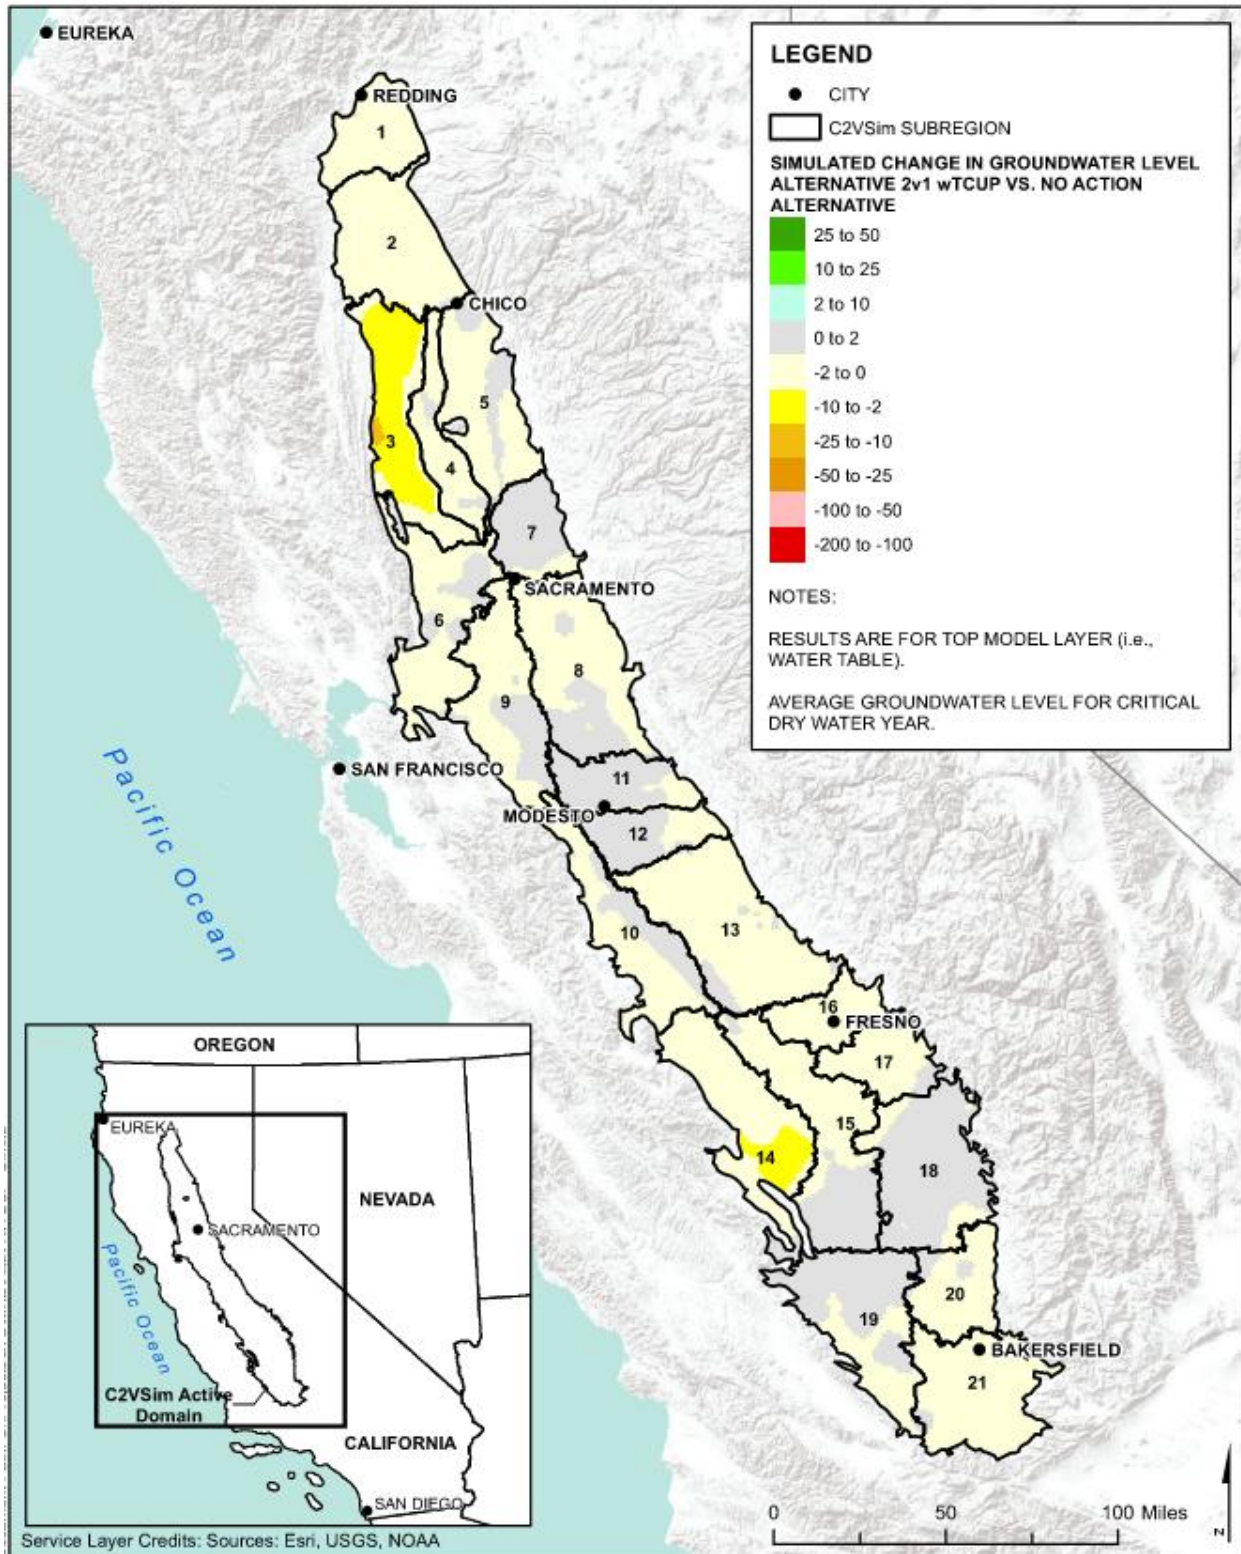 EUREKA
REDDING
1
2
CHICO
3
5
4
7
SACRAMENTO
6
8
9
SAN FRANCISCO
11
MODESTO
12
10
13
16
FRESNO
17
15
14
18
19
20
BAKERSFIELD
21
Pacific Ocean
LEGEND
CITY
C2VSim SUBREGION
SIMULATED CHANGE IN GROUNDWATER LEVEL
ALTERNATIVE 2v1 wTCUP VS. NO ACTION
ALTERNATIVE
25 to 50
10 to 25
2 to 10
0 to 2
-2 to 0
-10 to -2
-25 to -10
-50 to -25
-100 to -50
-200 to -100
NOTES:
RESULTS ARE FOR TOP MODEL LAYER (i.e.,
WATER TABLE).
AVERAGE GROUNDWATER LEVEL FOR CRITICAL
DRY WATER YEAR.
OREGON
EUREKA
NEVADA
SACRAMENTO
Pacific Ocean
C2VSim Active
Domain
CALIFORNIA
SAN DIEGO
0 50 100 Miles
N
Service Layer Credits: Sources: Esri, USGS, NOAA